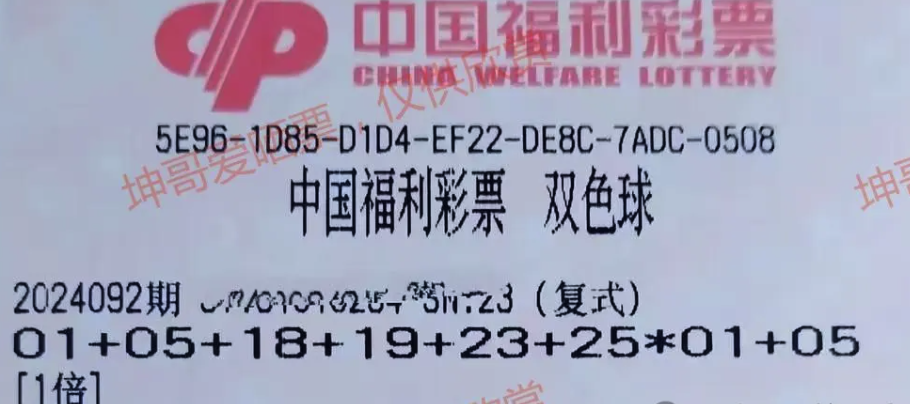 中国福利彩票
CHINA WELFARE LOTTERY
5E96-1D85-D1D4-EF22-DE8C-7ADC-0508
坤哥爱晒票，仅供欣赏
中国福利彩票 双色球
2024092期 (复式)
01+05+18+19+23+25*01+05
[1倍]